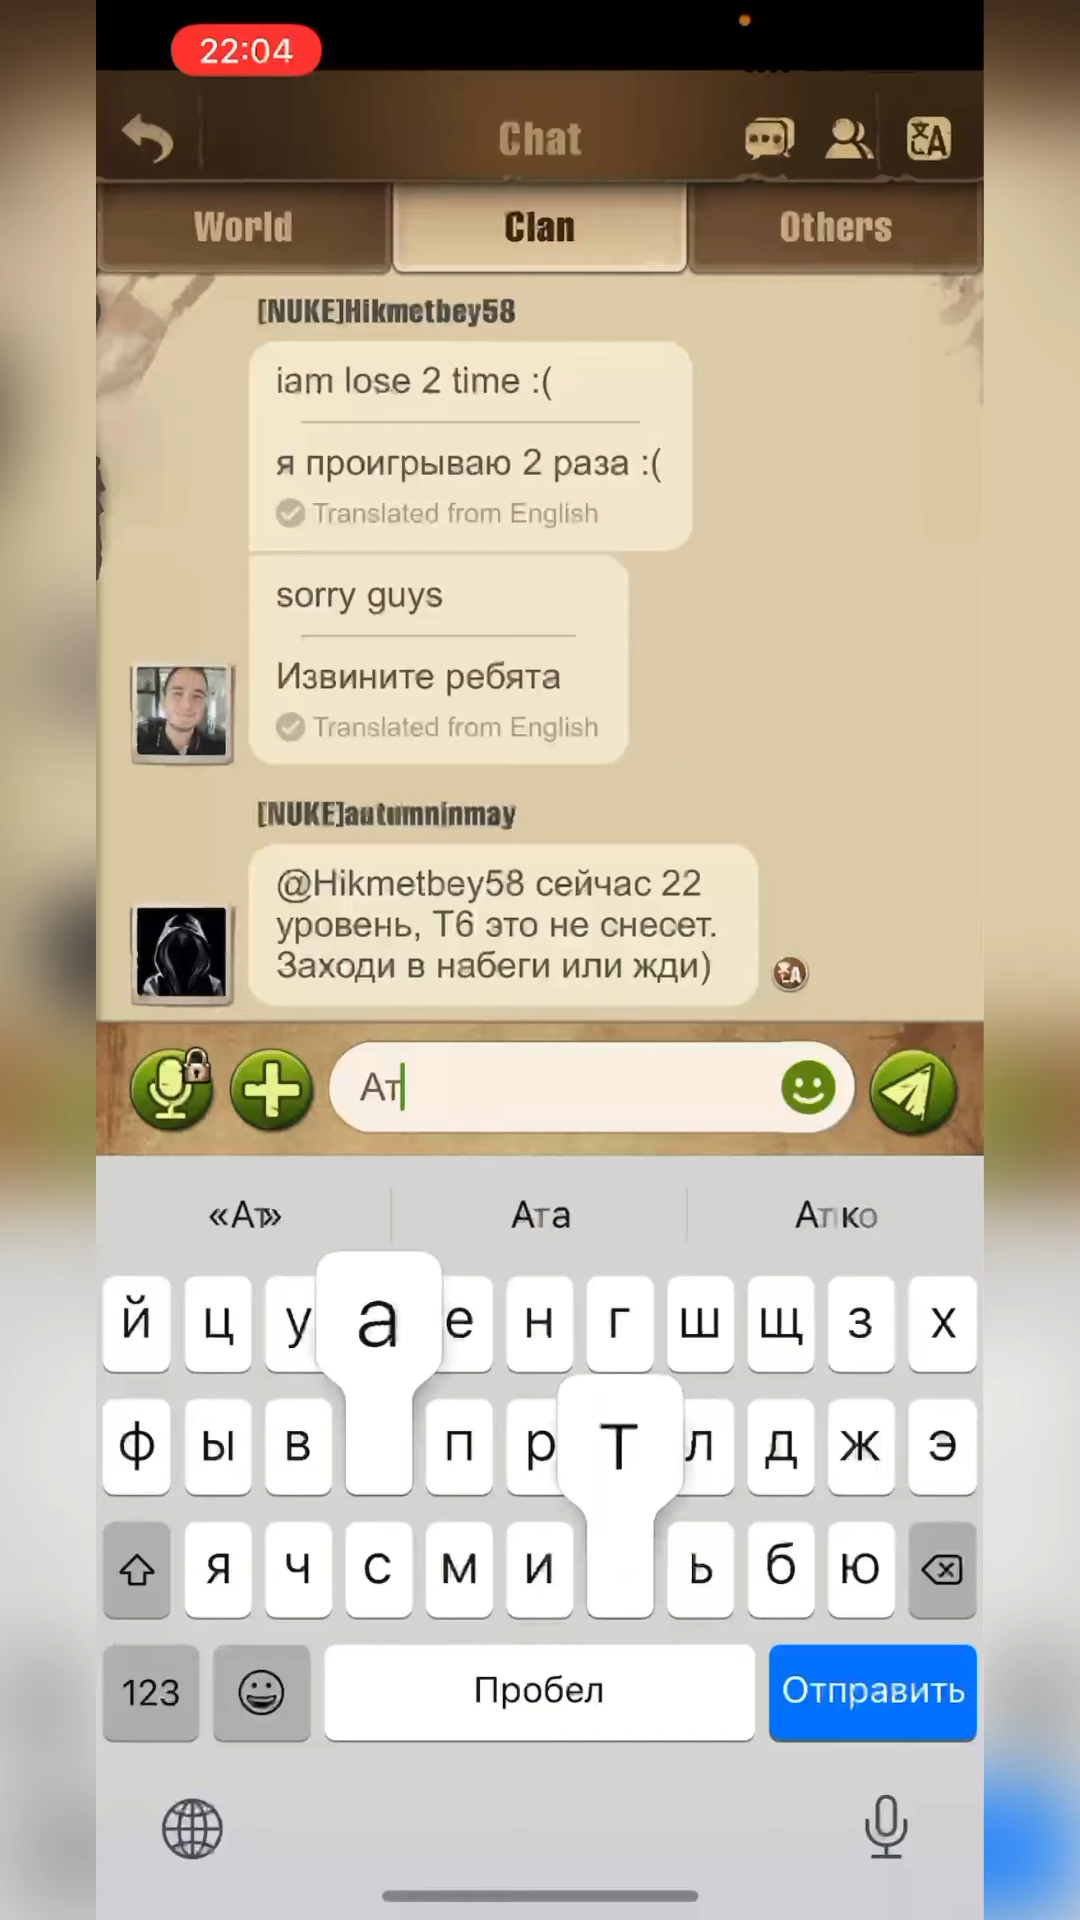 22:04
Chat
World
Clan
Others
[NUKE]Hikmetbey58
iam lose 2 time :(
я проигрываю 2 раза :(
Translated from English
sorry guys
Извините ребята
Translated from English
[NUKE]autumninmay
@Hikmetbey58 сейчас 22
уровень, Т6 это не снесет.
Заходи в набеги или жди)
Ат
«Ат» Ата Атко
й ц у а е н г ш щ з х
ф ы в п р т л д ж э
я ч с м и ь б ю
123 Пробел Отправить